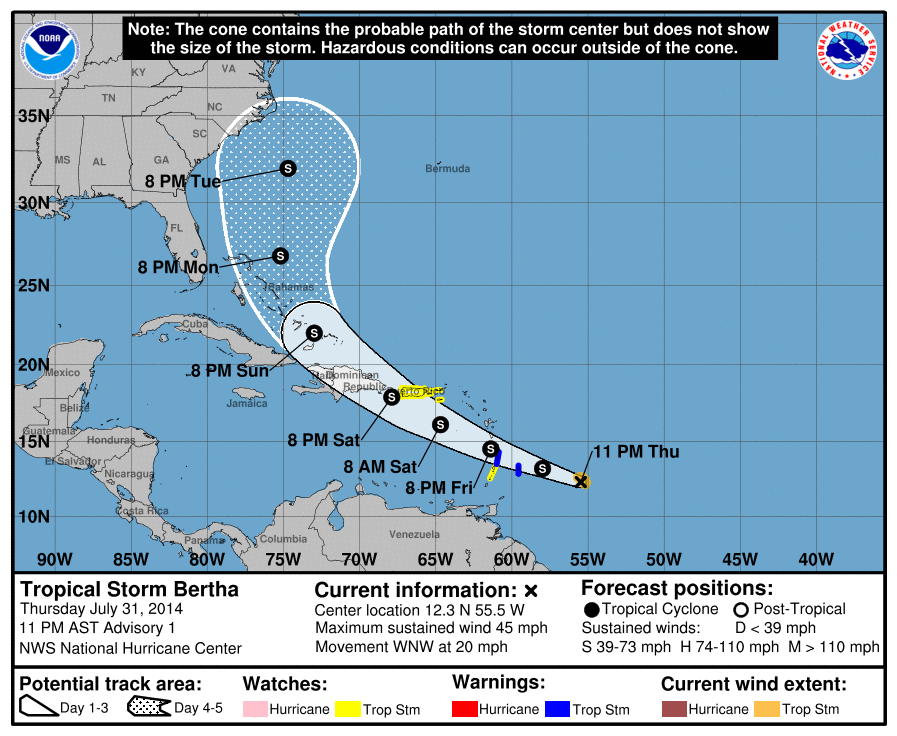 Note: The cone contains the probable path of the storm center but does not show
the size of the storm. Hazardous conditions can occur outside of the cone.
NOAA
NATIONAL WEATHER SERVICE
KY
VA
TN
NC
35N
SC
MS
AL
GA
Bermuda
8 PM Tue
S
30N
FL
8 PM Mon
S
25N
Bahamas
Cuba
S
8 PM Sun
20N
Mexico
Haiti
Dominican
Republic
Puerto Rico
Jamaica
Belize
S
8 PM Sat
S
8 AM Sat
Guatemala
Honduras
15N
S
8 PM Fri
S
11 PM Thu
El Salvador
Nicaragua
10N
Costa Rica
Panama
Colombia
Venezuela
90W 85W 80W 75W 70W 65W 60W 55W 50W 45W 40W
Tropical Storm Bertha
Thursday July 31, 2014
11 PM AST Advisory 1
NWS National Hurricane Center
Current information: x
Center location 12.3 N 55.5 W
Maximum sustained wind 45 mph
Movement WNW at 20 mph
Forecast positions:
Tropical Cyclone Post-Tropical
Sustained winds: D < 39 mph
S 39-73 mph H 74-110 mph M > 110 mph
Potential track area:
Day 1-3 Day 4-5
Watches:
Hurricane Trop Stm
Warnings:
Hurricane Trop Stm
Current wind extent:
Hurricane Trop Stm